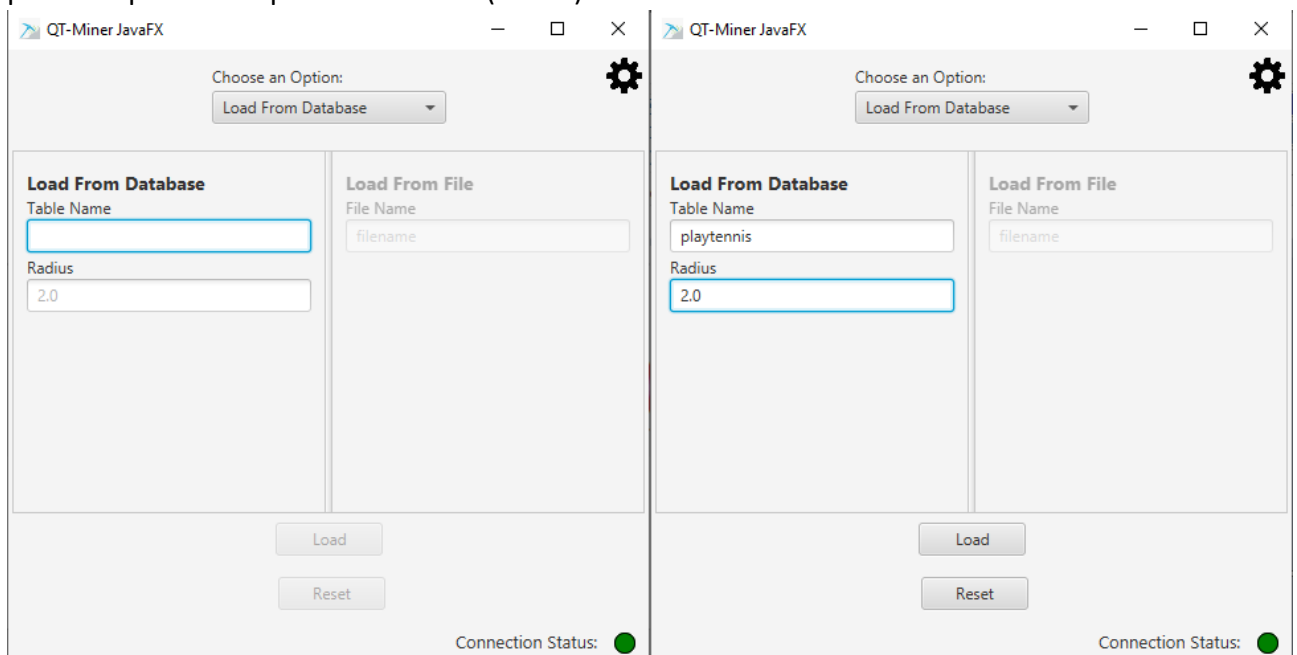 QT-Miner JavaFX
Choose an Option:
Load From Database
Load From Database
Load From File
Table Name
File Name
filename
Radius
2.0
Load
Reset
Connection Status:
QT-Miner JavaFX
Choose an Option:
Load From Database
Load From Database
Load From File
Table Name
File Name
playtennis
filename
Radius
2.0
Load
Reset
Connection Status: